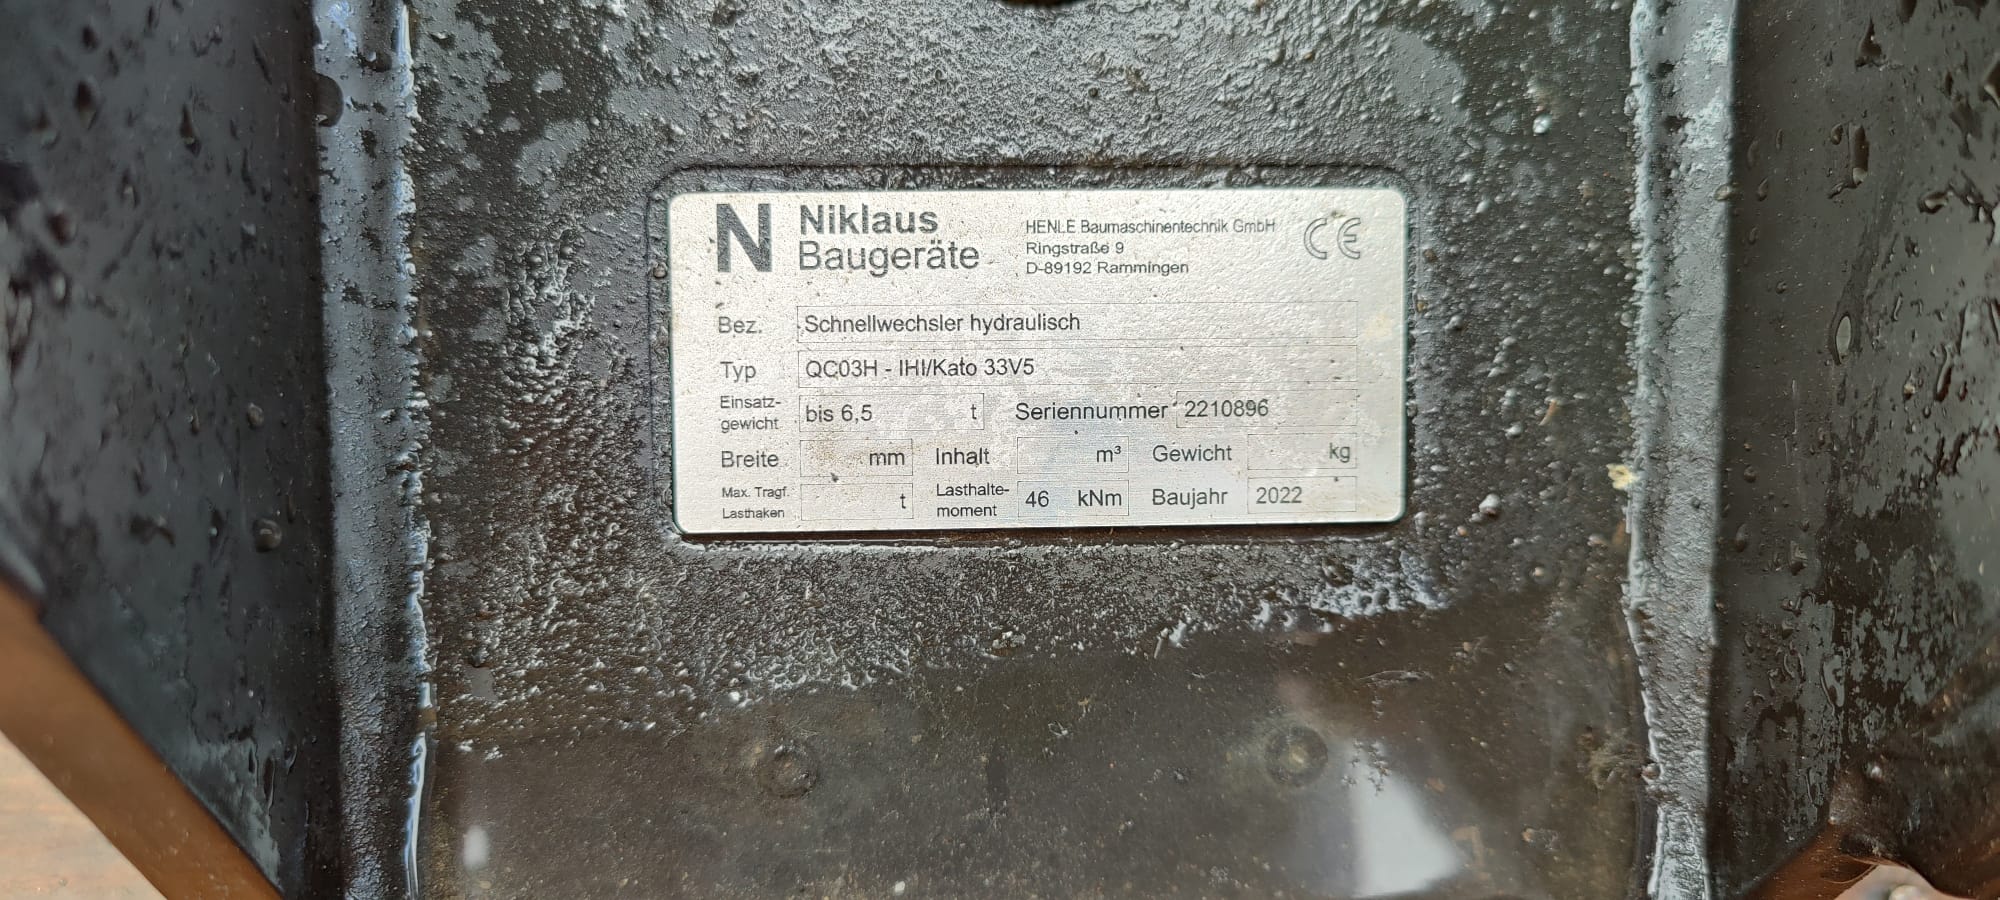 N Niklaus
Baugeräte
HENLE Baumaschinentechnik GmbH
Ringstraße 9
D-89192 Rammingen
CE
Bez. Schnellwechsler hydraulisch
Typ QC03H - IHI/Kato 33V5
Einsatz-
gewicht bis 6,5 t Seriennummer 2210896
Breite mm Inhalt m³ Gewicht kg
Max. Tragf.
Lasthaken t Lasthalte-
moment 46 kNm Baujahr 2022